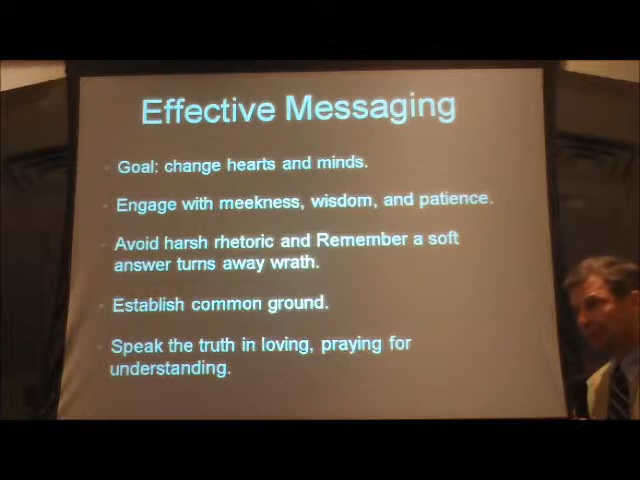 Effective Messaging
Goal: change hearts and minds.
Engage with meekness, wisdom, and patience.
Avoid harsh rhetoric and Remember a soft
answer turns away wrath.
Establish common ground.
Speak the truth in loving, praying for
understanding.